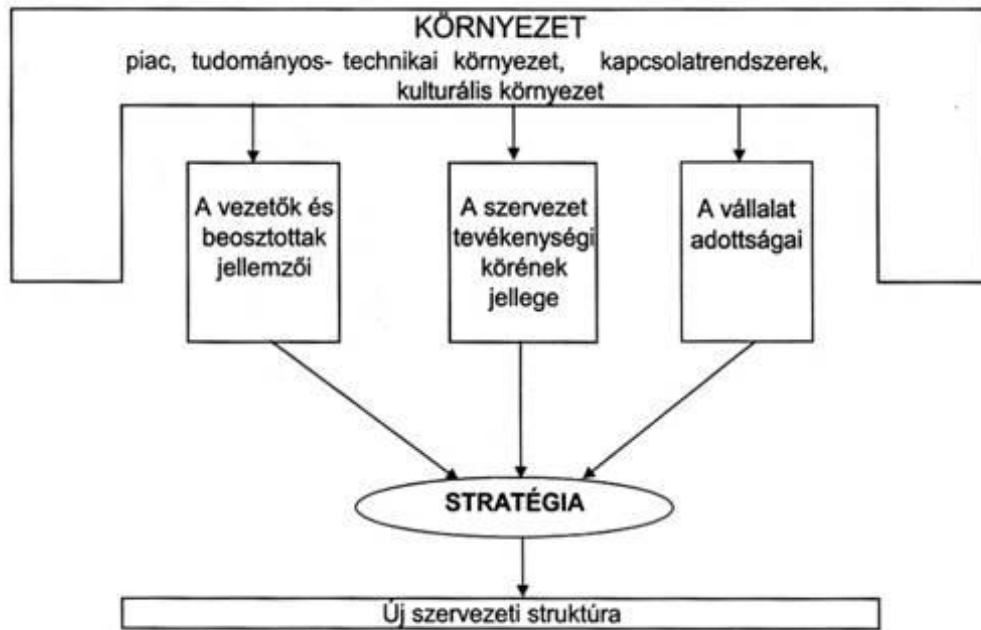 KÖRNYEZET
piac, tudományos- technikai környezet, kapcsolatrendszerek,
kulturális környezet
A vezetők és
beosztottak
jellemzői
A szervezet
tevékenységi
körének
jellege
A vállalat
adottságai
STRATÉGIA
Új szervezeti struktúra